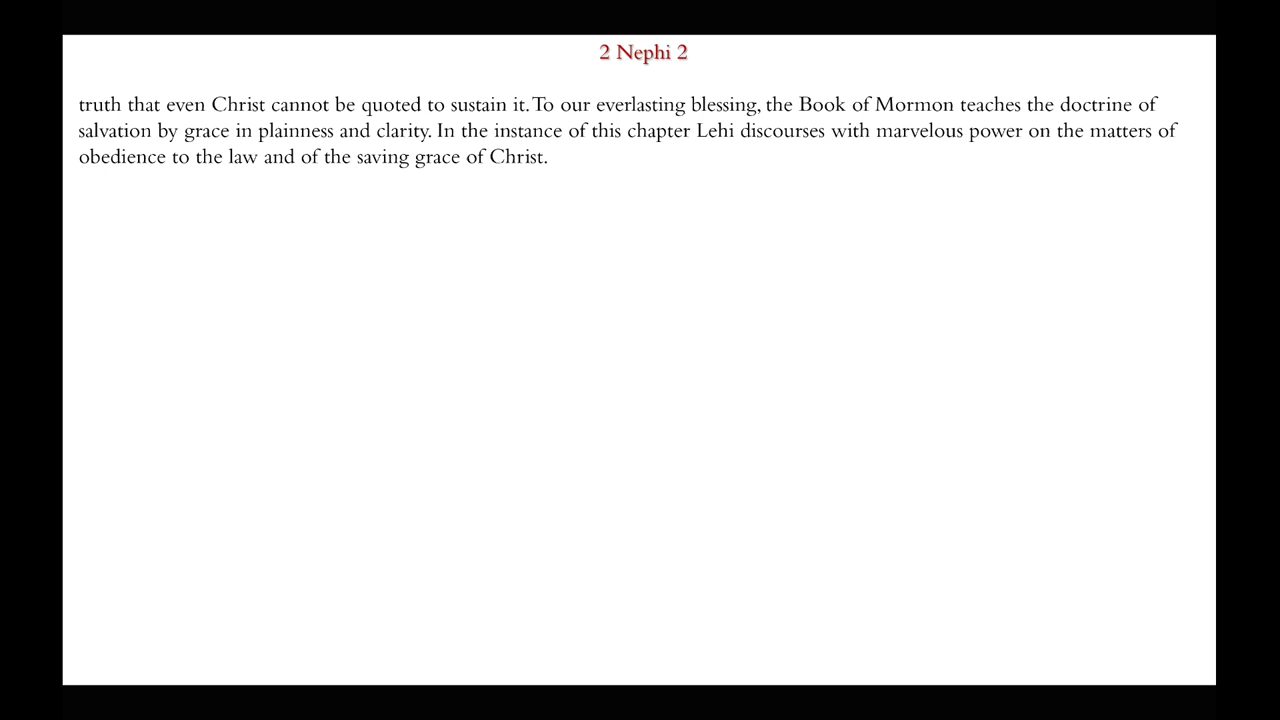 2 Nephi 2
truth that even Christ cannot be quoted to sustain it. To our everlasting blessing, the Book of Mormon teaches the doctrine of
salvation by grace in plainness and clarity. In the instance of this chapter Lehi discourses with marvelous power on the matters of
obedience to the law and of the saving grace of Christ.